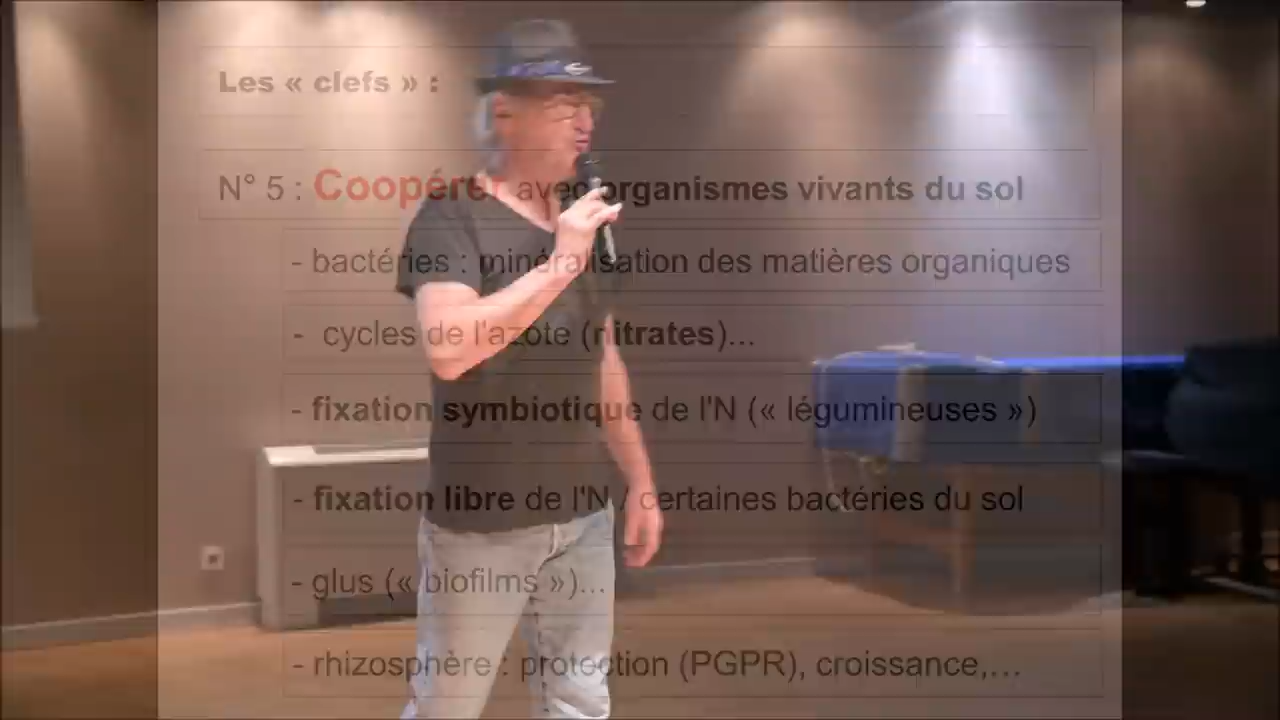 Les « clefs » :
N° 5 : Coopérer avec organismes vivants du sol
- bactéries : minéralisation des matières organiques
- cycles de l'azote (nitrates)...
- fixation symbiotique de l'N (« légumineuses »)
- fixation libre de l'N / certaines bactéries du sol
- glus (« biofilms »)...
- rhizosphère : protection (PGPR), croissance,...